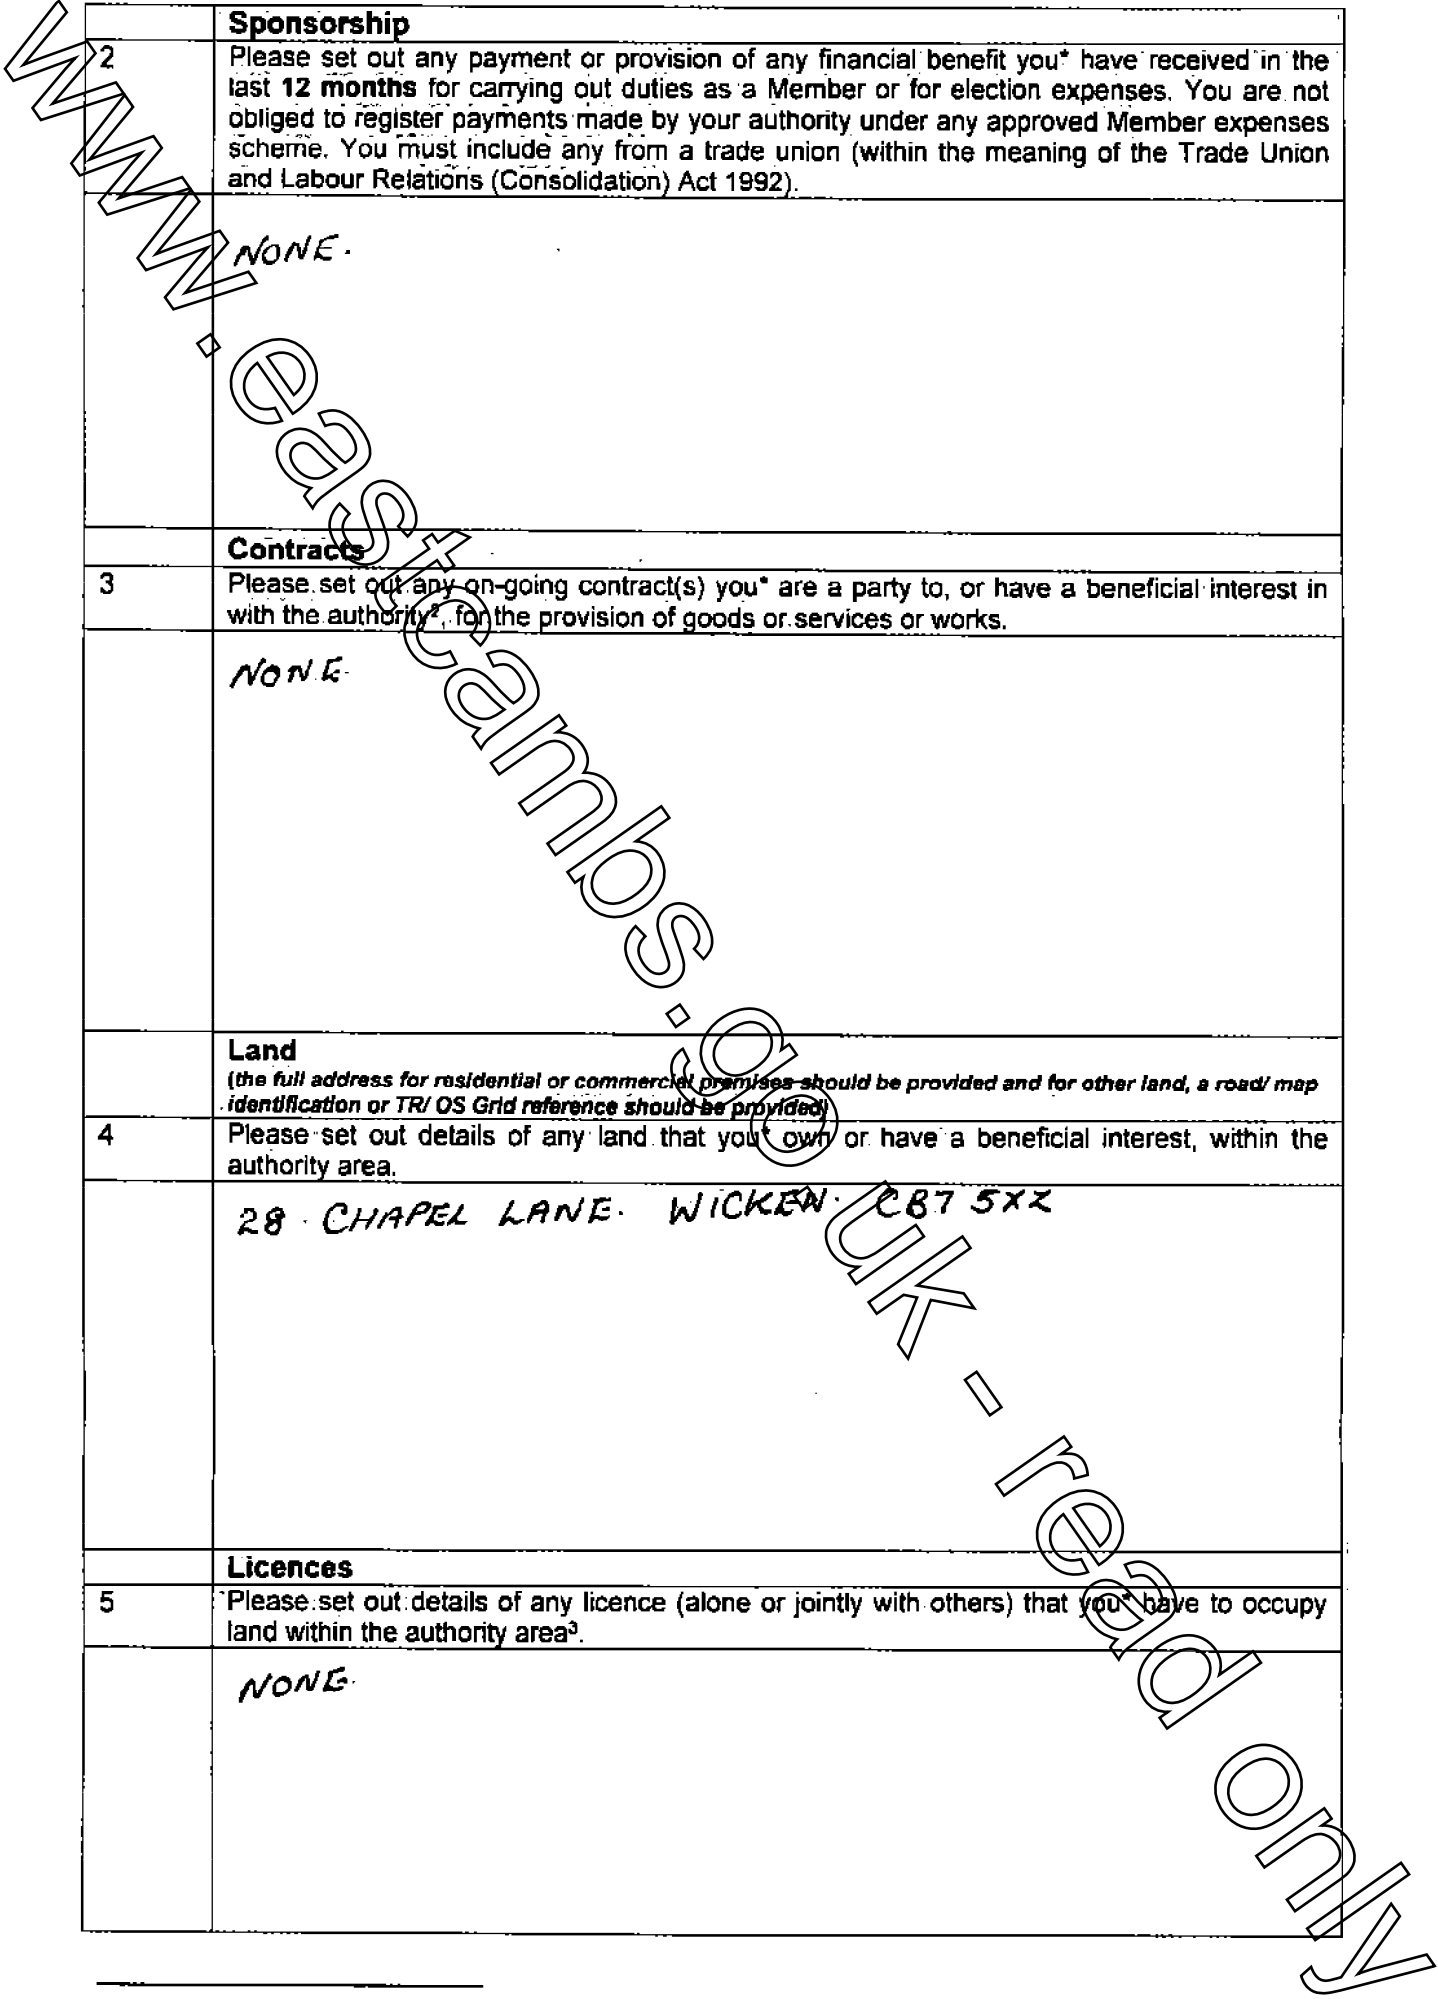 Sponsorship
2
Please set out any payment or provision of any financial benefit you* have received in the
last 12 months for carrying out duties as a Member or for election expenses. You are not
obliged to register payments made by your authority under any approved Member expenses
scheme. You must include any from a trade union (within the meaning of the Trade Union
and Labour Relations (Consolidation) Act 1992).
NONE.
Contracts
3
Please set out any on-going contract(s) you* are a party to, or have a beneficial interest in
with the authority², for the provision of goods or services or works.
NONE
Land
(the full address for residential or commercial premises should be provided and for other land, a road/ map
identification or TR/ OS Grid reference should be provided)
4
Please set out details of any land that you* own or have a beneficial interest, within the
authority area.
28 CHAPEL LANE. WICKEN. CB7 5XZ
Licences
5
Please set out details of any licence (alone or jointly with others) that you* have to occupy
land within the authority area³.
NONE
www.eastcambs.gov.uk - read only